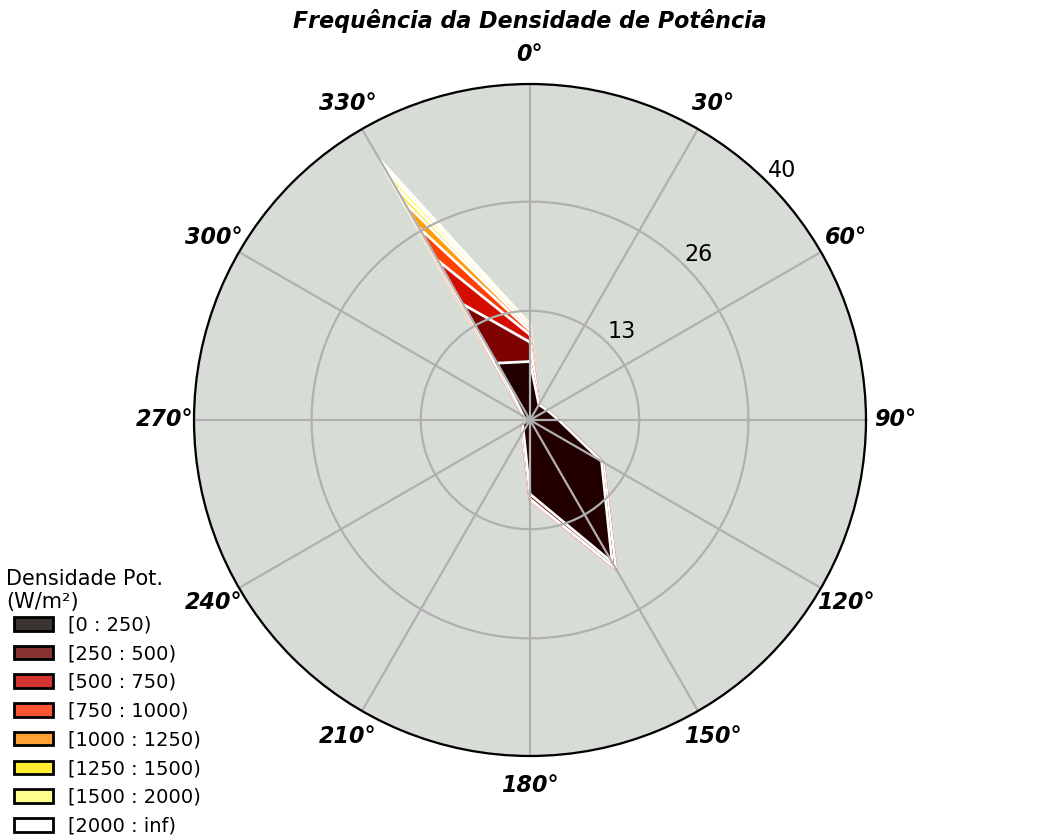 Frequência da Densidade de Potência
0°
330°
30°
40
300°
60°
26
13
270°
90°
240°
120°
210°
150°
180°
Densidade Pot.
(W/m²)
[0 : 250)
[250 : 500)
[500 : 750)
[750 : 1000)
[1000 : 1250)
[1250 : 1500)
[1500 : 2000)
[2000 : inf)